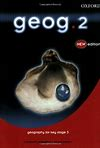 OXFORD
geog.2
NEW edition
geography for key stage 3